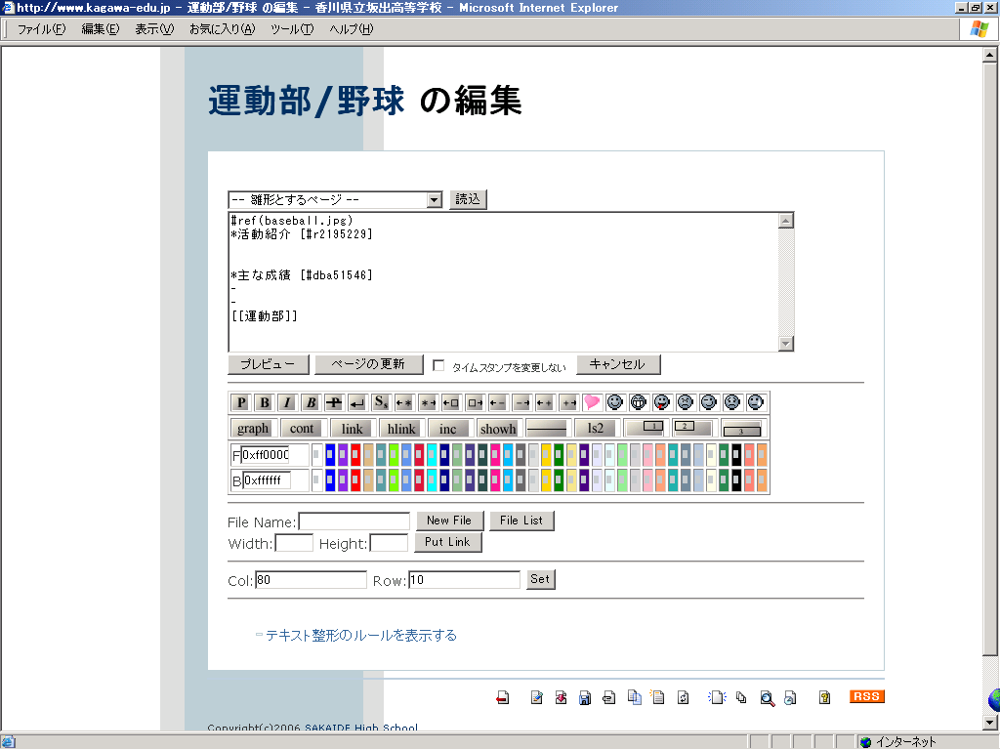 http://www.kagawa-edu.jp - 運動部/野球 の編集 - 香川県立坂出高等学校 - Microsoft Internet Explorer
ファイル(F) 編集(E) 表示(V) お気に入り(A) ツール(T) ヘルプ(H)
運動部/野球 の編集
-- 雛形とするページ -- 読込
#ref(baseball.jpg)
*活動紹介 [#r2195229]
*主な成績 [#dba51546]
-
-
[[運動部]]
プレビュー ページの更新 タイムスタンプを変更しない キャンセル
P B I B P S s
graph cont link hlink inc showh ls2 1 2 3
F 0xff0000
B 0xffffff
File Name: New File File List
Width: Height: Put Link
Col: 80 Row: 10 Set
テキスト整形のルールを表示する
RSS
Copyright(c)2006 SAKAIDE High School
インターネット